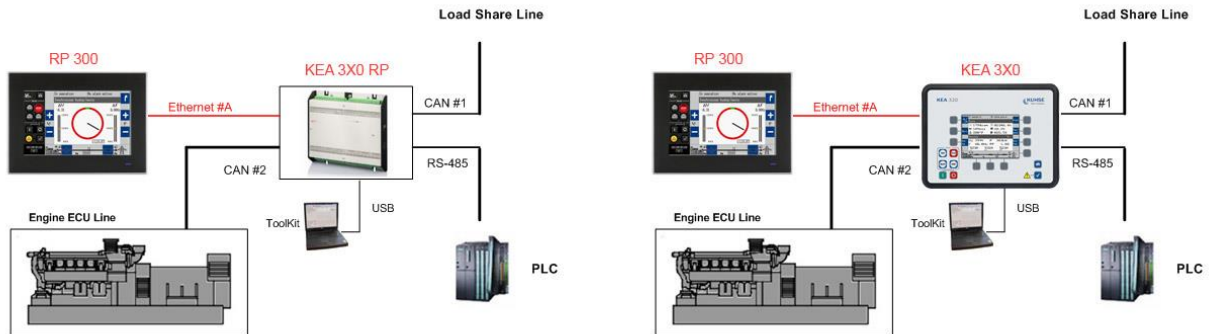 Load Share Line
RP 300
KEA 3X0 RP
Ethernet #A
CAN #1
CAN #2
RS-485
USB
ToolKit
Engine ECU Line
PLC
Load Share Line
RP 300
KEA 3X0
Ethernet #A
CAN #1
KUHSE
CAN #2
RS-485
USB
ToolKit
Engine ECU Line
PLC